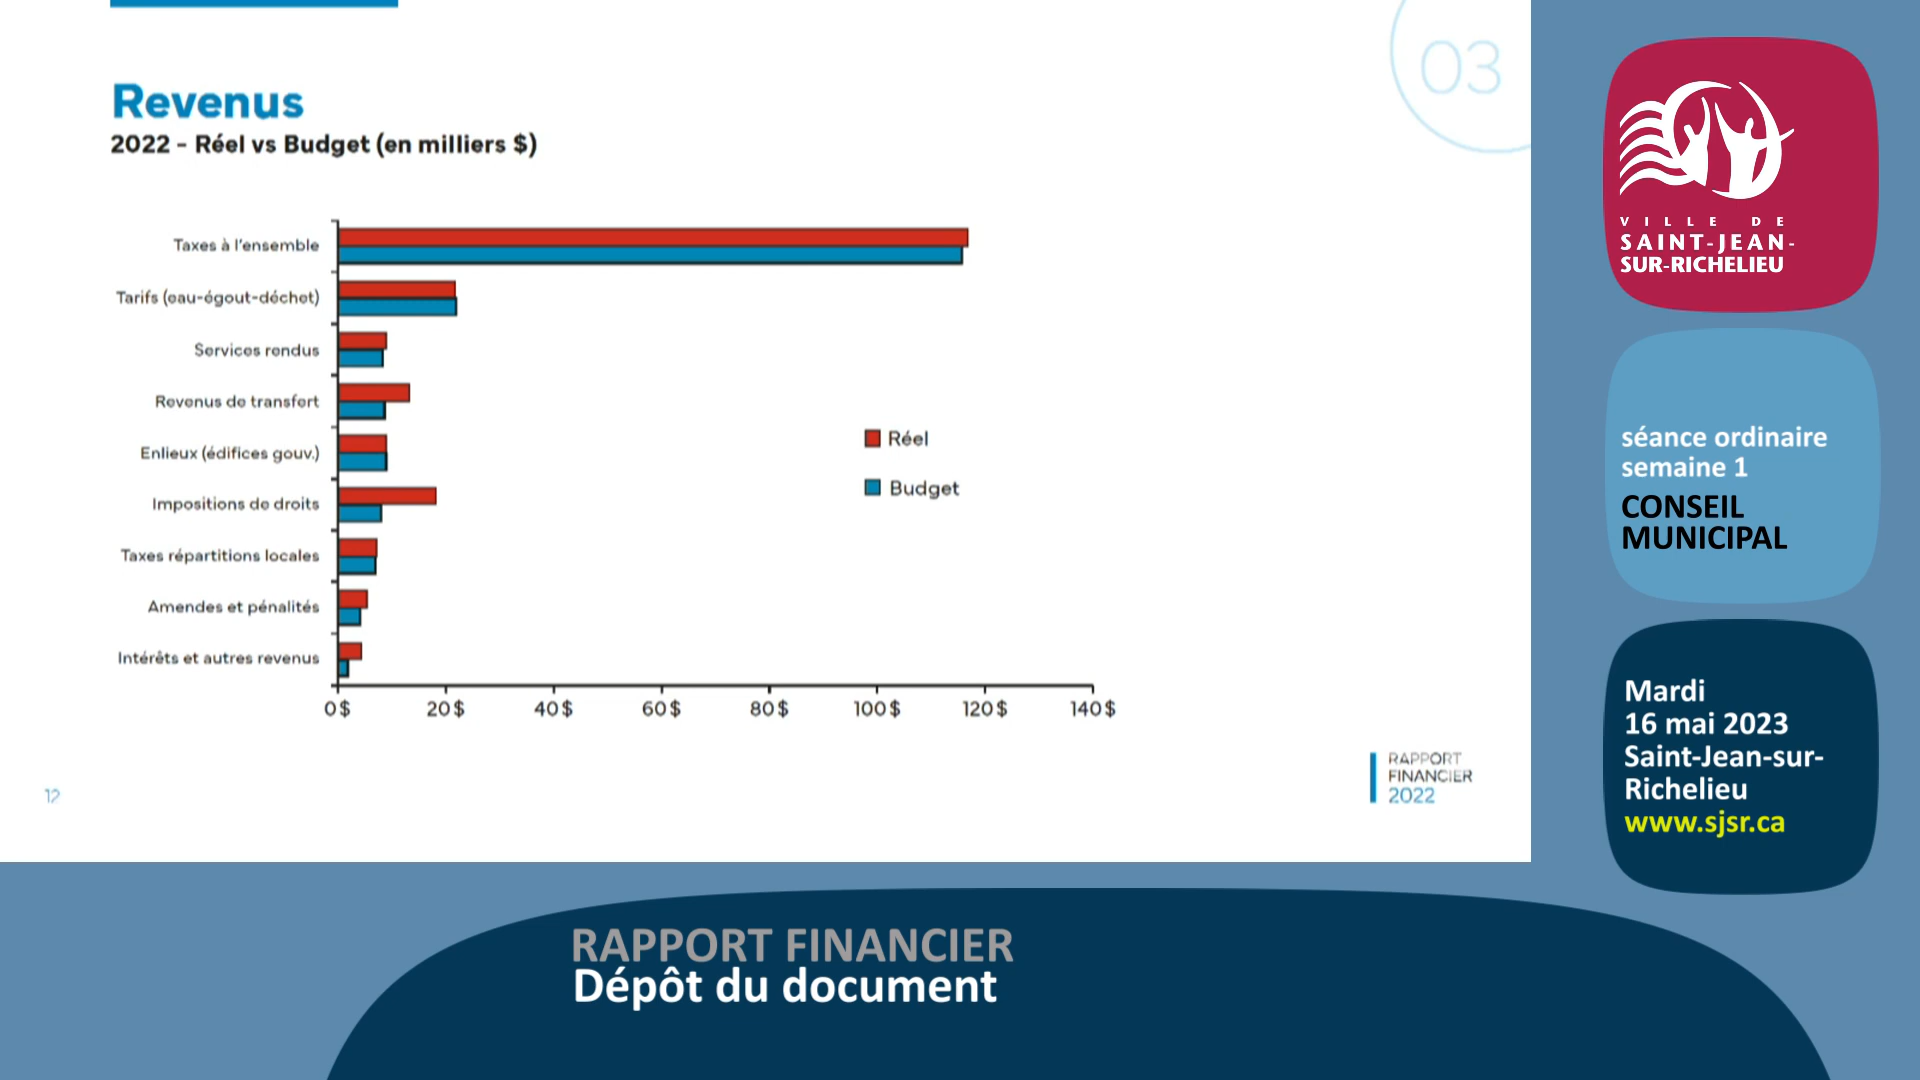 03
Revenus
2022 - Réel vs Budget (en milliers $)
Taxes à l'ensemble
Tarifs (eau-égout-déchet)
Services rendus
Revenus de transfert
Enlieux (édifices gouv.)
Impositions de droits
Taxes répartitions locales
Amendes et pénalités
Intérêts et autres revenus
Réel
Budget
0$ 20$ 40$ 60$ 80$ 100$ 120$ 140$
RAPPORT
FINANCIER
2022
12
VILLE DE
SAINT-JEAN-
SUR-RICHELIEU
séance ordinaire
semaine 1
CONSEIL
MUNICIPAL
Mardi
16 mai 2023
Saint-Jean-sur-
Richelieu
www.sjsr.ca
RAPPORT FINANCIER
Dépôt du document